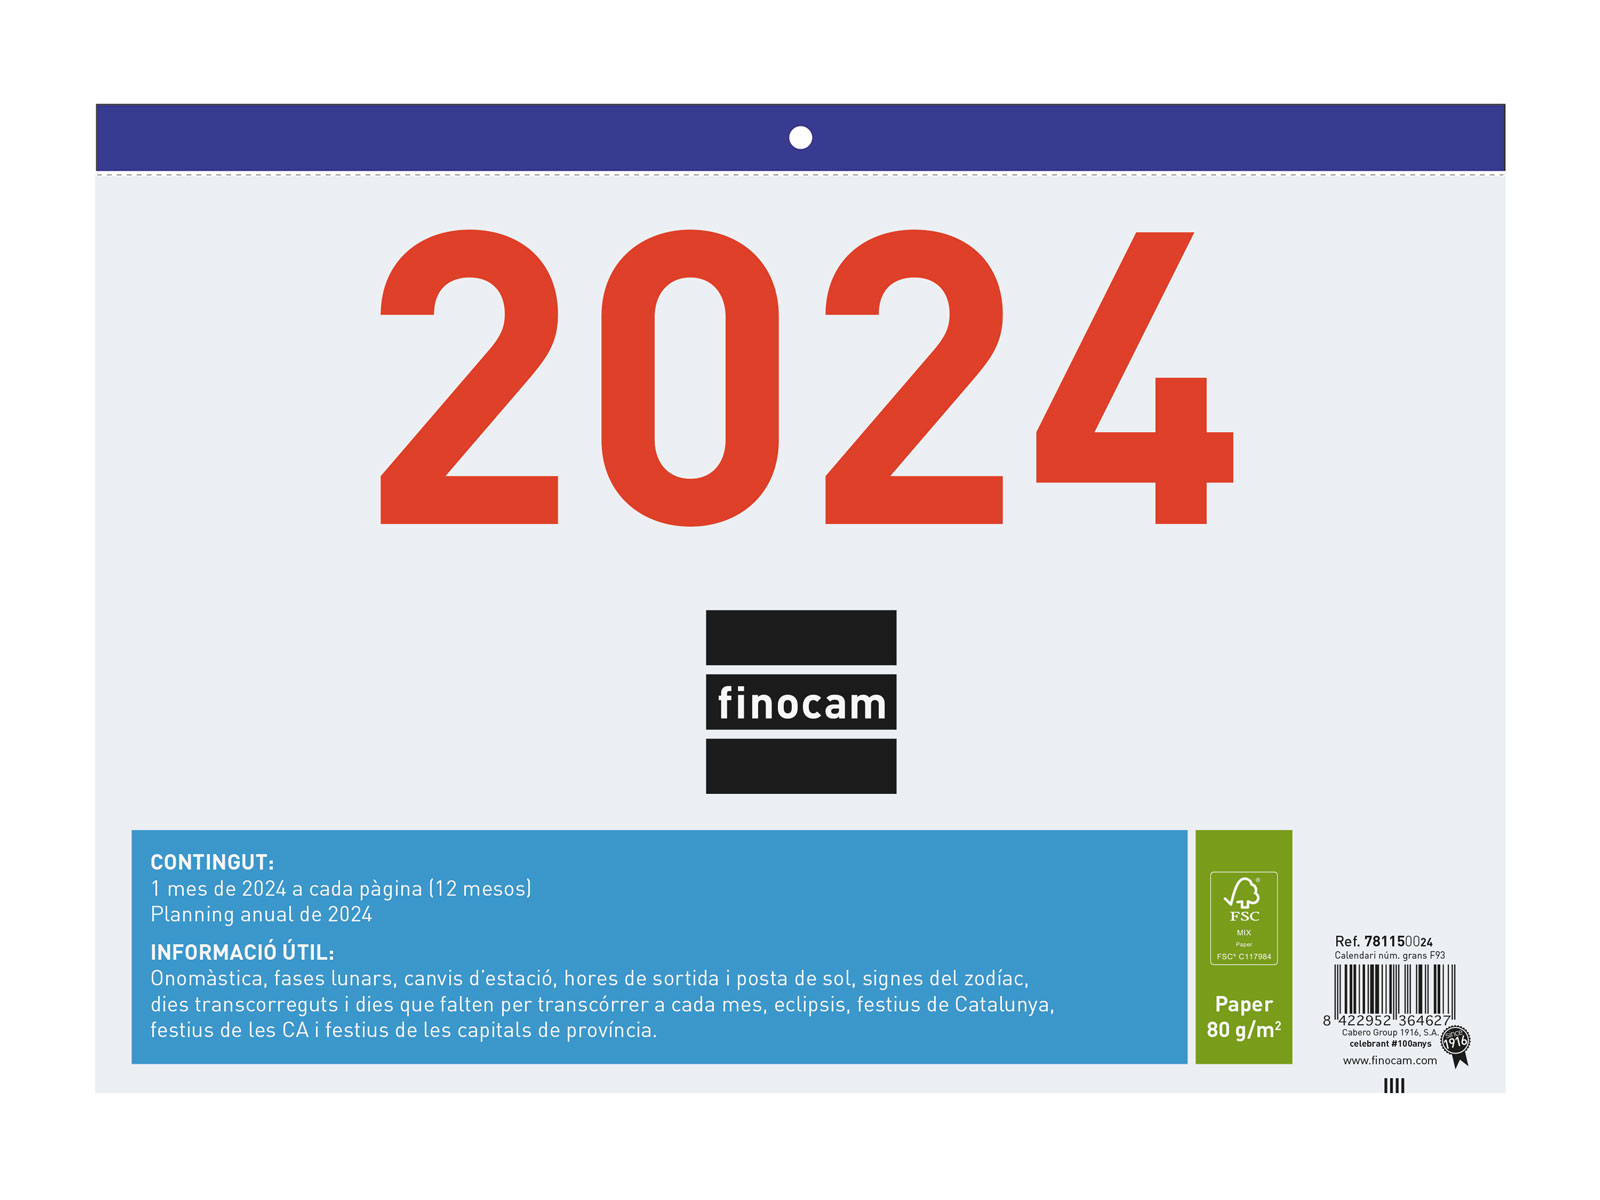 2024
finocam
CONTINGUT:
1 mes de 2024 a cada pàgina (12 mesos)
Planning anual de 2024
INFORMACIÓ ÚTIL:
Onomàstica, fases lunars, canvis d’estació, hores de sortida i posta de sol, signes del zodíac,
dies transcorreguts i dies que falten per transcórrer a cada mes, eclipsis, festius de Catalunya,
festius de les CA i festius de les capitals de província.
FSC
MIX
Paper
FSC® C117984
Paper
80 g/m²
Ref. 781150024
Calendari núm. grans F93
8 422952 364627
Cabero Group 1916, S.A.
celebrant #100anys
www.finocam.com
since
1916